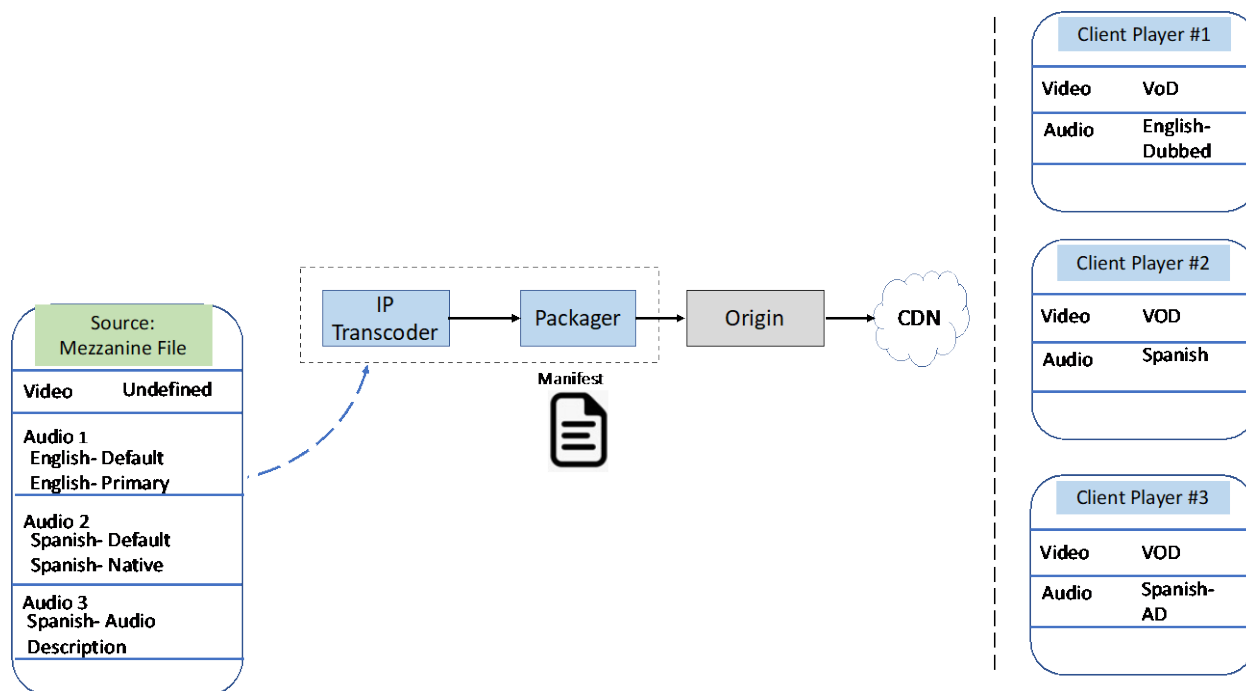 Source:
Mezzanine File
Video Undefined
Audio 1
English- Default
English- Primary
Audio 2
Spanish- Default
Spanish- Native
Audio 3
Spanish- Audio
Description
IP
Transcoder
Packager
Manifest
Origin
CDN
Client Player #1
Video VoD
Audio English-
Dubbed
Client Player #2
Video VOD
Audio Spanish
Client Player #3
Video VOD
Audio Spanish-
AD